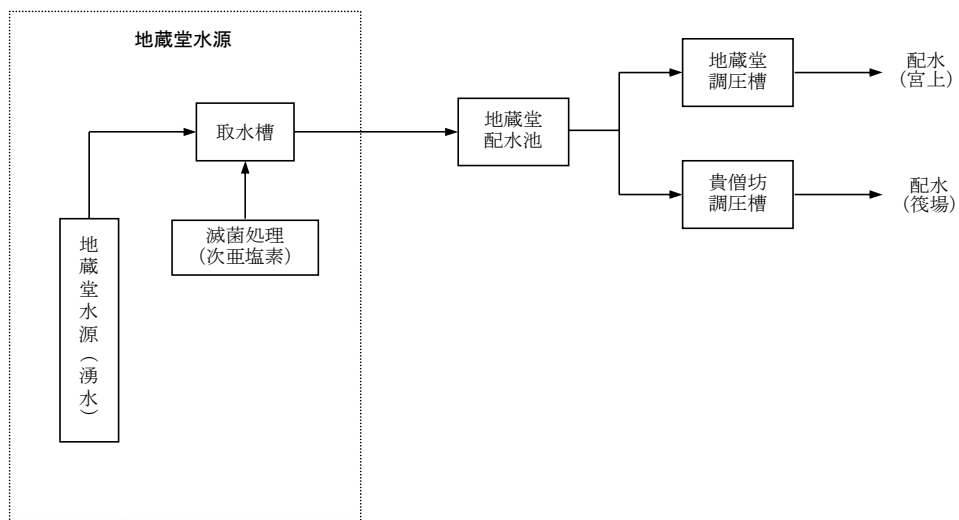 地蔵堂水源
取水槽
滅菌処理
（次亜塩素）
地蔵堂水源（湧水）
地蔵堂
配水池
地蔵堂
調圧槽
配水
（宮上）
貴僧坊
調圧槽
配水
（筏場）